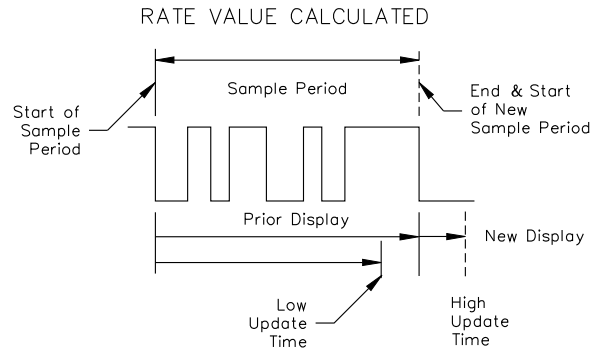 RATE VALUE CALCULATED
Sample Period
Start of
Sample
Period
End & Start
of New
Sample Period
Prior Display
New Display
Low
Update
Time
High
Update
Time